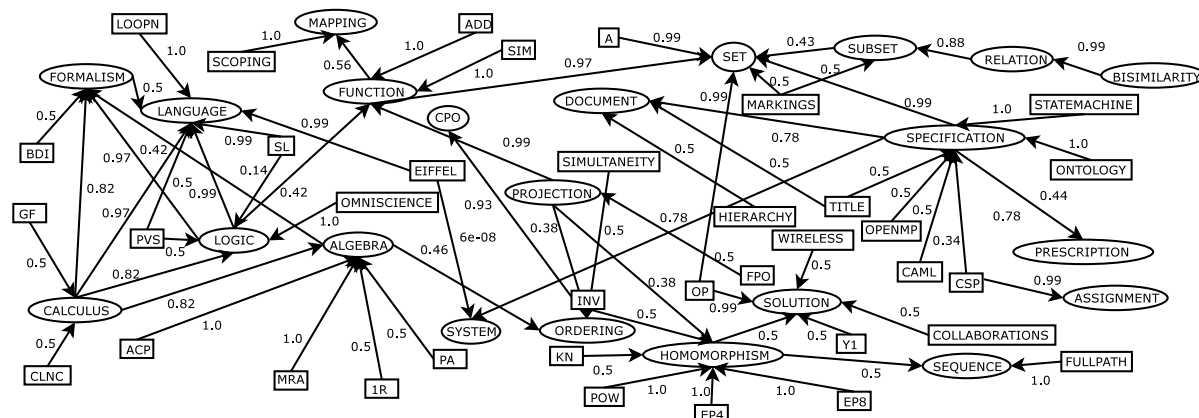 LOOPN
MAPPING
ADD
A
0.99
0.43
SUBSET
0.88
RELATION
0.99
BISIMILARITY
1.0
SCOPING
1.0
1.0
SIM
0.97
SET
FORMALISM
0.5
0.56
FUNCTION
1.0
0.5
0.5
LANGUAGE
CPO
DOCUMENT
0.99
MARKINGS
0.99
1.0
STATEMACHINE
0.5
BDI
0.97
0.42
0.99
SL
0.99
0.99
SIMULTANEITY
0.78
SPECIFICATION
1.0
ONTOLOGY
0.14
EIFFEL
0.5
0.82
0.5
0.99
0.42
PROJECTION
TITLE
0.5
0.44
GF
0.97
OMNISCIENCE
0.93
0.78
HIERARCHY
0.5
OPENMP
0.78
0.5
PVS
0.5
LOGIC
1.0
ALGEBRA
0.46
6e-08
0.38
0.5
WIRELESS
0.5
0.34
PRESCRIPTION
0.5
0.82
0.5
FPO
CAML
CSP
0.99
CALCULUS
0.82
0.38
INV
OP
0.99
SOLUTION
ASSIGNMENT
0.5
ACP
1.0
SYSTEM
ORDERING
0.5
0.5
0.5
Y1
0.5
COLLABORATIONS
CLNC
1.0
0.5
0.5
PA
KN
0.5
HOMOMORPHISM
0.5
SEQUENCE
1.0
FULLPATH
MRA
1R
POW
1.0
1.0
1.0
EP8
EP4